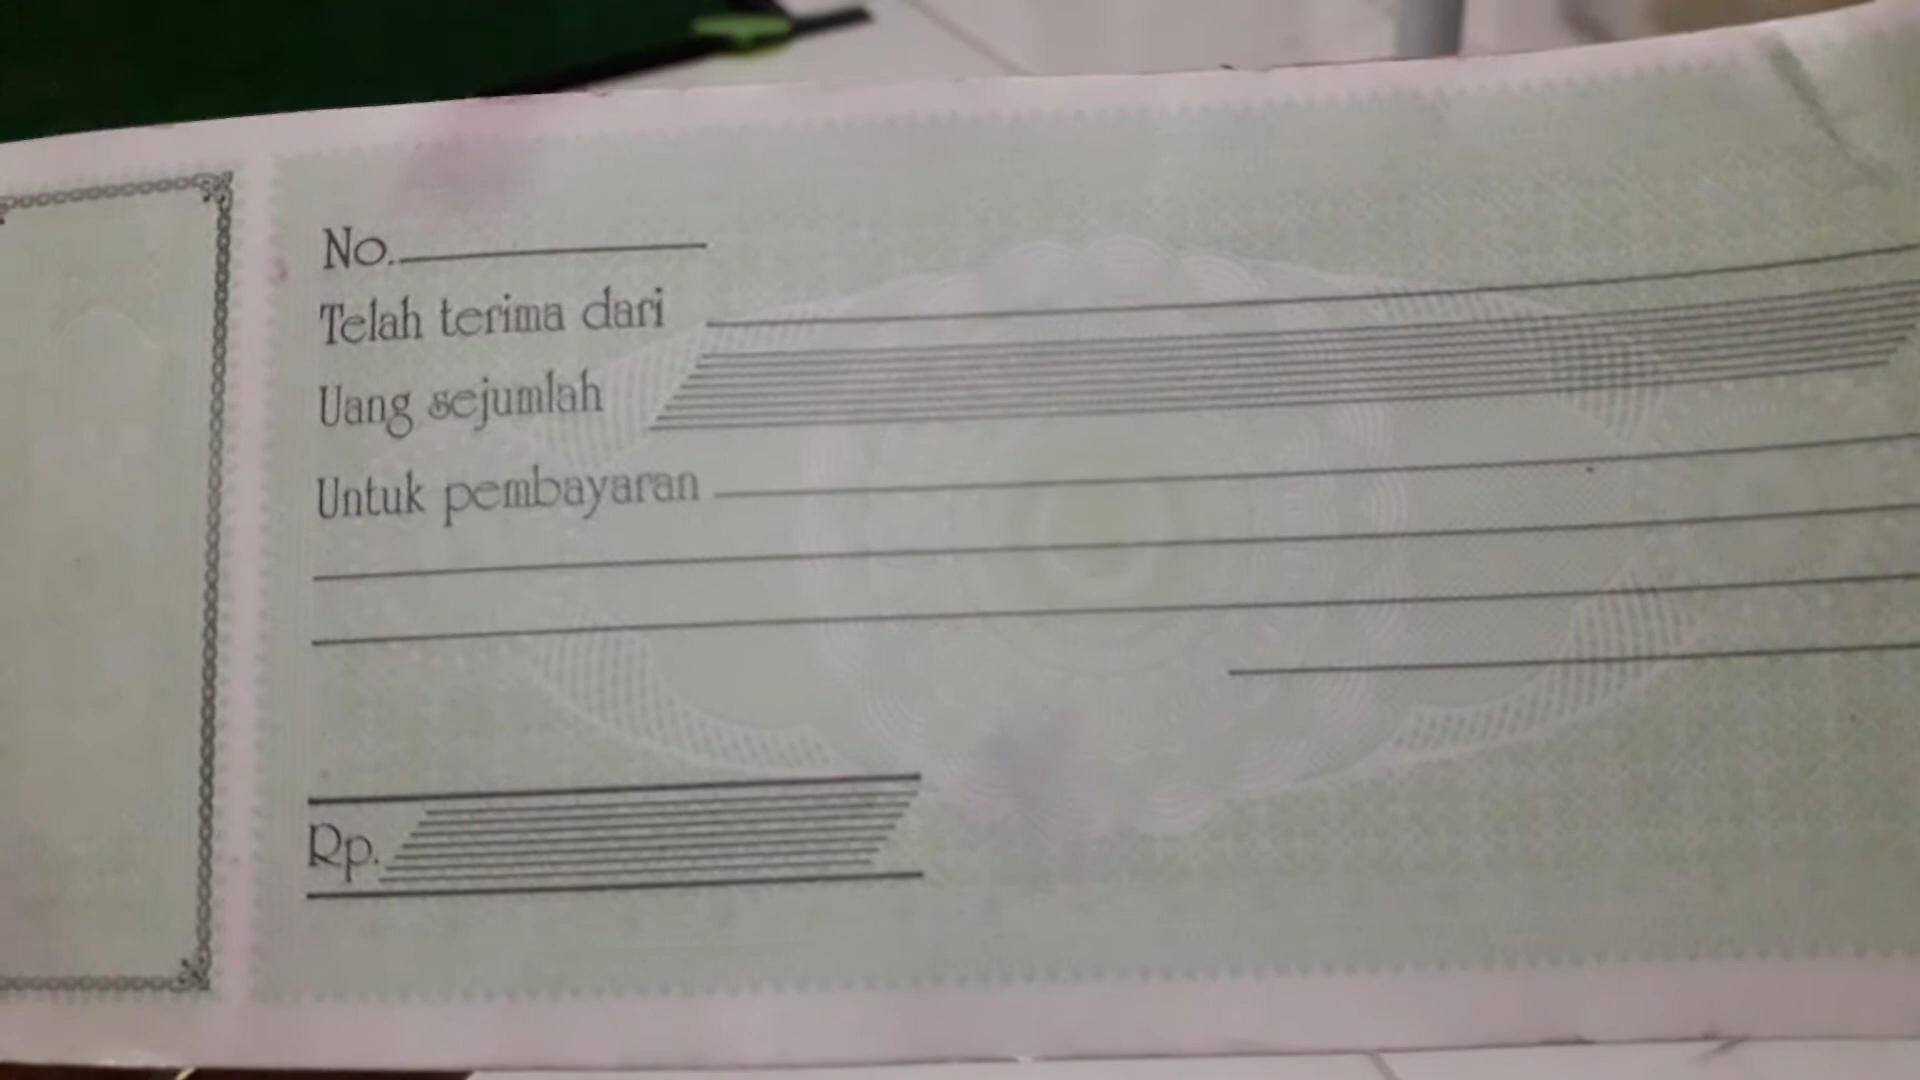 No.
Telah terima dari
Uang sejumlah
Untuk pembayaran
Rp.